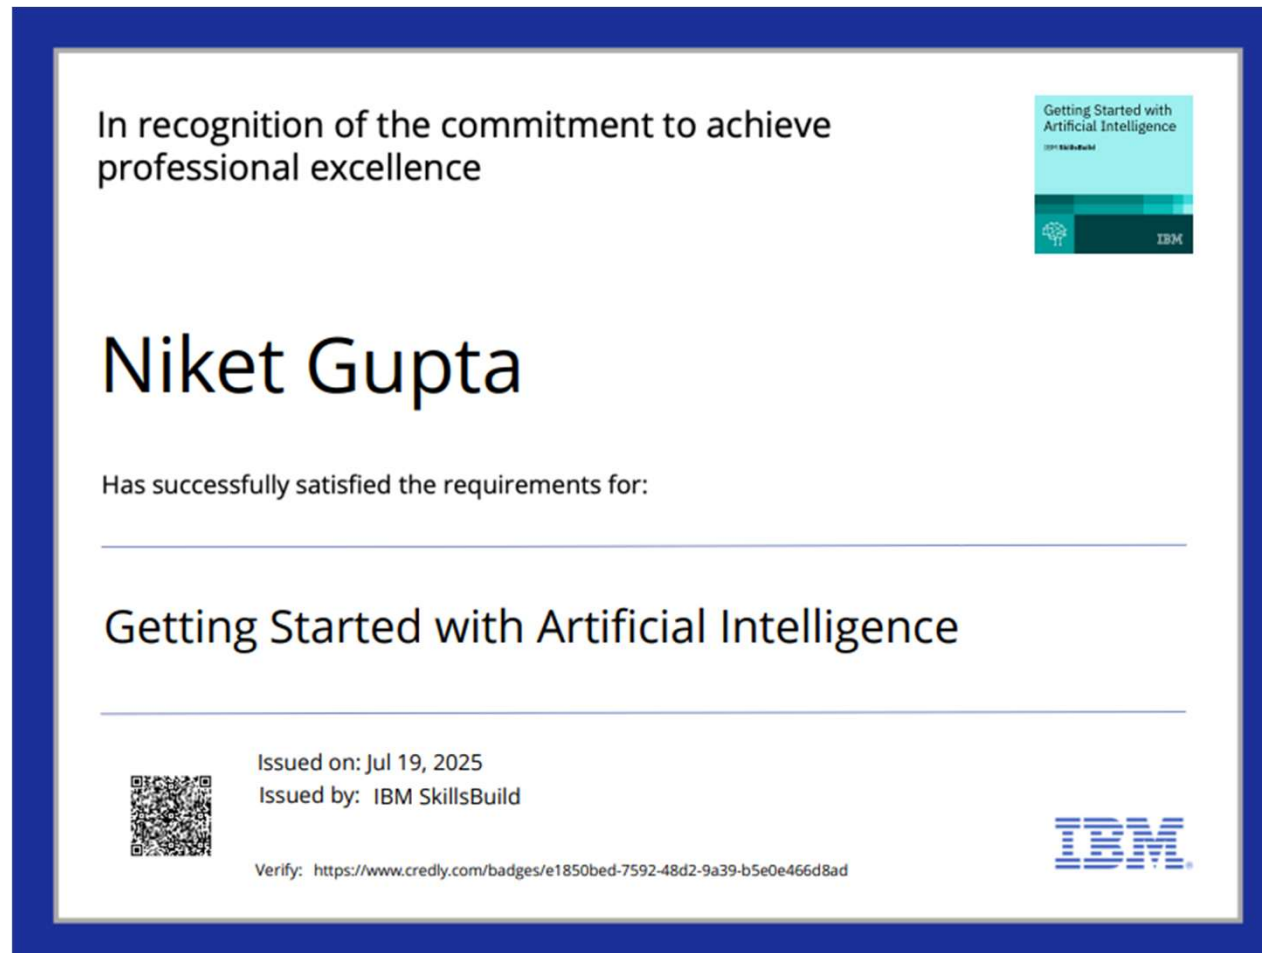 In recognition of the commitment to achieve
professional excellence
Getting Started with
Artificial Intelligence
IBM SkillsBuild
IBM
Niket Gupta
Has successfully satisfied the requirements for:
Getting Started with Artificial Intelligence
Issued on: Jul 19, 2025
Issued by: IBM SkillsBuild
Verify: https://www.credly.com/badges/e1850bed-7592-48d2-9a39-b5e0e466d8ad
IBM®